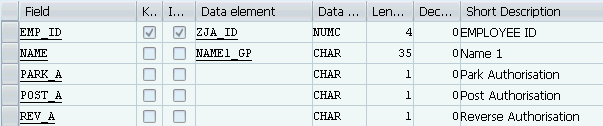 Field K.. I... Data element Data ... Len... Dec... Short Description
EMP_ID ZJA_ID NUMC 4 0 EMPLOYEE ID
NAME NAME1_GP CHAR 35 0 Name 1
PARK_A CHAR 1 0 Park Authorisation
POST_A CHAR 1 0 Post Authorisation
REV_A CHAR 1 0 Reverse Authorisation